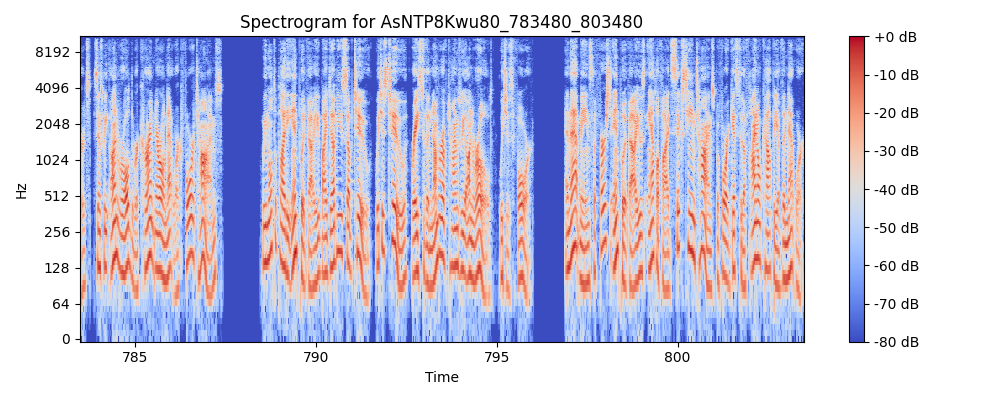 Spectrogram for AsNTP8Kwu80_783480_803480
8192
4096
2048
1024
512
256
128
64
0
Hz
785
790
795
800
Time
+0 dB
-10 dB
-20 dB
-30 dB
-40 dB
-50 dB
-60 dB
-70 dB
-80 dB